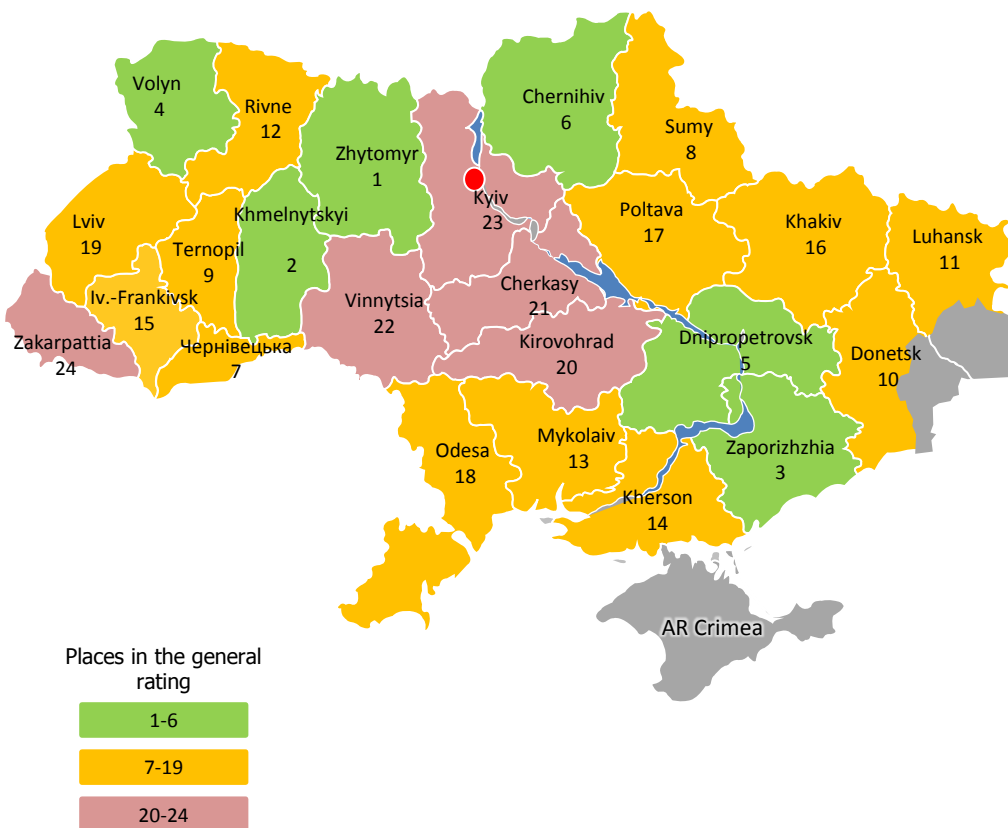 Volyn
4
Rivne
12
Zhytomyr
1
Chernihiv
6
Sumy
8
Kyiv
23
Lviv
19
Ternopil
9
Khmelnytskyi
2
Poltava
17
Khakiv
16
Luhansk
11
Iv.-Frankivsk
15
Vinnytsia
22
Cherkasy
21
Zakarpattia
24
Чернівецька
7
Kirovohrad
20
Dnipropetrovsk
5
Donetsk
10
Odesa
18
Mykolaiv
13
Zaporizhzhia
3
Kherson
14
AR Crimea
Places in the general
rating
1-6
7-19
20-24